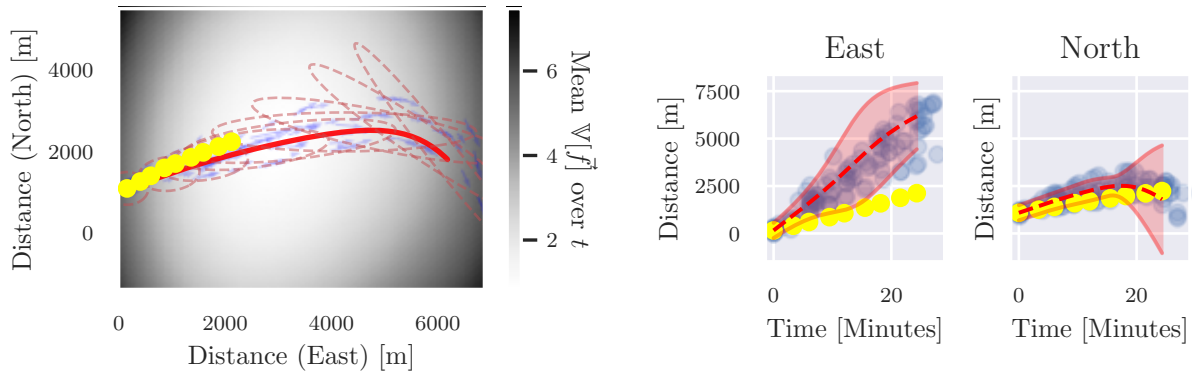 Distance (North) [m]
4000
2000
0
0
2000
4000
6000
Distance (East) [m]
6
4
2
Mean 𝕍[f⃗] over t
East
Distance [m]
7500
5000
2500
0
0
20
Time [Minutes]
North
Distance [m]
0
20
Time [Minutes]